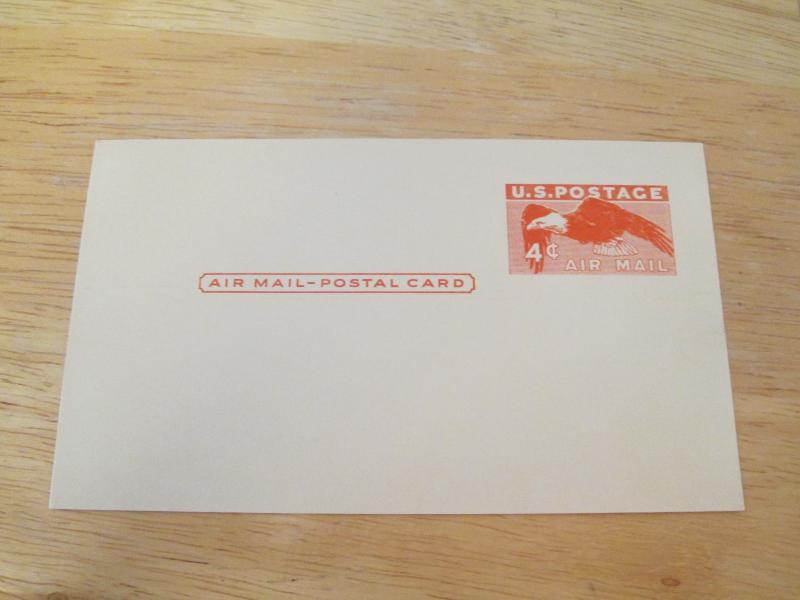 U.S.POSTAGE
4¢
AIR MAIL
AIR MAIL-POSTAL CARD